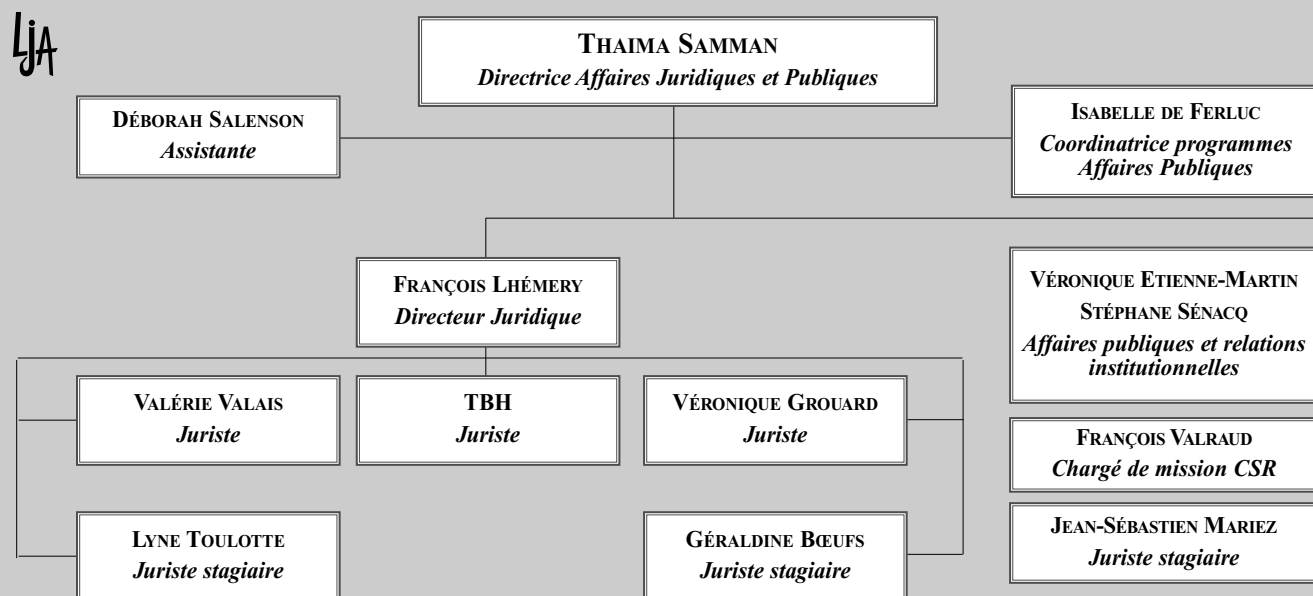 LJA
THAIMA SAMMAN
Directrice Affaires Juridiques et Publiques
DÉBORAH SALENSON
Assistante
ISABELLE DE FERLUC
Coordinatrice programmes
Affaires Publiques
FRANÇOIS LHÉMERY
Directeur Juridique
VÉRONIQUE ETIENNE-MARTIN
STÉPHANE SÉNACQ
Affaires publiques et relations
institutionnelles
VALÉRIE VALAIS
Juriste
TBH
Juriste
VÉRONIQUE GROUARD
Juriste
FRANÇOIS VALRAUD
Chargé de mission CSR
LYNE TOULOTTE
Juriste stagiaire
GÉRALDINE BŒUFS
Juriste stagiaire
JEAN-SÉBASTIEN MARIEZ
Juriste stagiaire